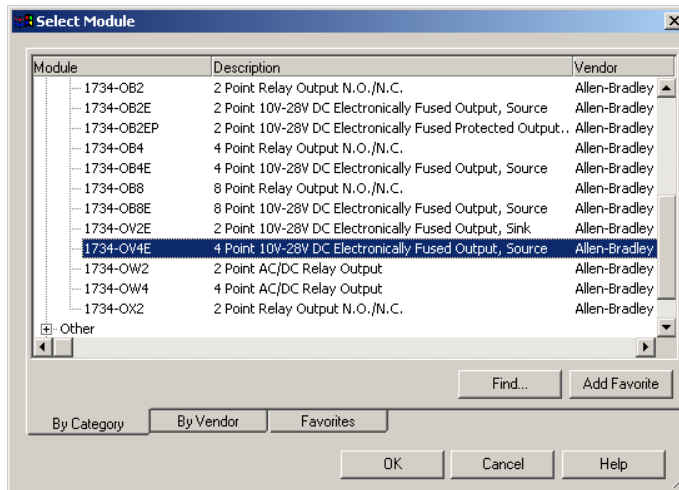 Select Module
Module Description Vendor
1734-OB2 2 Point Relay Output N.O./N.C. Allen-Bradley
1734-OB2E 2 Point 10V-28V DC Electronically Fused Output, Source Allen-Bradley
1734-OB2EP 2 Point 10V-28V DC Electronically Fused Protected Output.. Allen-Bradley
1734-OB4 4 Point Relay Output N.O./N.C. Allen-Bradley
1734-OB4E 4 Point 10V-28V DC Electronically Fused Output, Source Allen-Bradley
1734-OB8 8 Point Relay Output N.O./N.C. Allen-Bradley
1734-OB8E 8 Point 10V-28V DC Electronically Fused Output, Source Allen-Bradley
1734-OV2E 2 Point 10V-28V DC Electronically Fused Output, Sink Allen-Bradley
1734-OV4E 4 Point 10V-28V DC Electronically Fused Output, Source Allen-Bradley
1734-OW2 2 Point AC/DC Relay Output Allen-Bradley
1734-OW4 4 Point AC/DC Relay Output Allen-Bradley
1734-OX2 2 Point Relay Output N.O./N.C. Allen-Bradley
Other
Find... Add Favorite
By Category By Vendor Favorites
OK Cancel Help